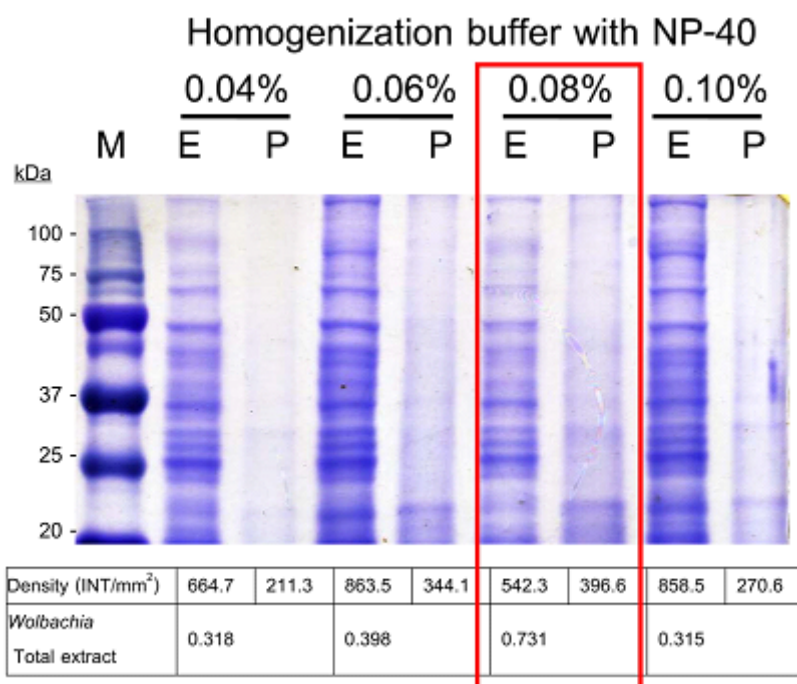 Homogenization buffer with NP-40
0.04% 0.06% 0.08% 0.10%
M E P E P E P E P
kDa
100 -
75 -
50 -
37 -
25 -
20 -
Density (INT/mm²) 664.7 211.3 863.5 344.1 542.3 396.6 858.5 270.6
Wolbachia
Total extract 0.318 0.398 0.731 0.315